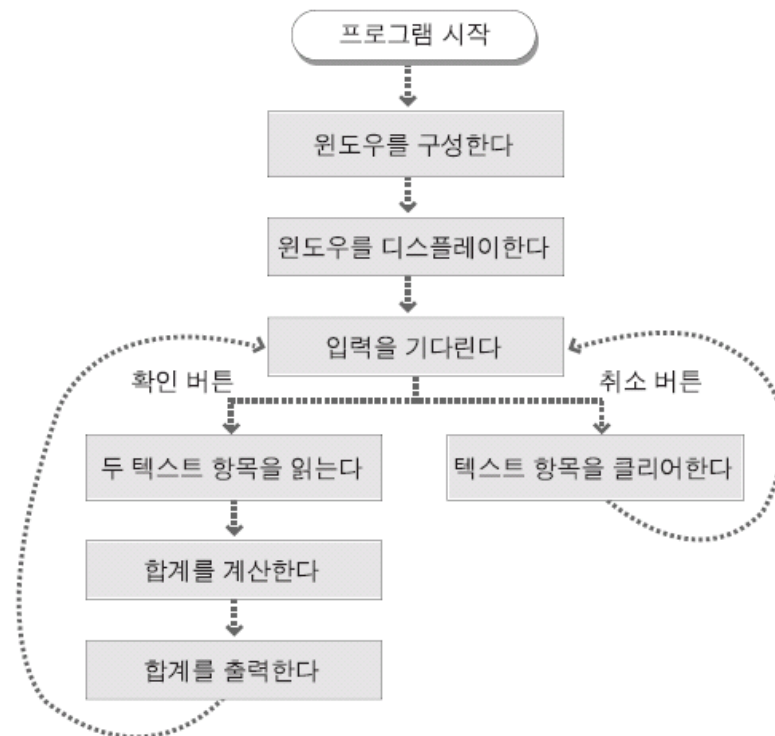 프로그램 시작
윈도우를 구성한다
윈도우를 디스플레이한다
입력을 기다린다
확인 버튼
취소 버튼
두 텍스트 항목을 읽는다
텍스트 항목을 클리어한다
합계를 계산한다
합계를 출력한다